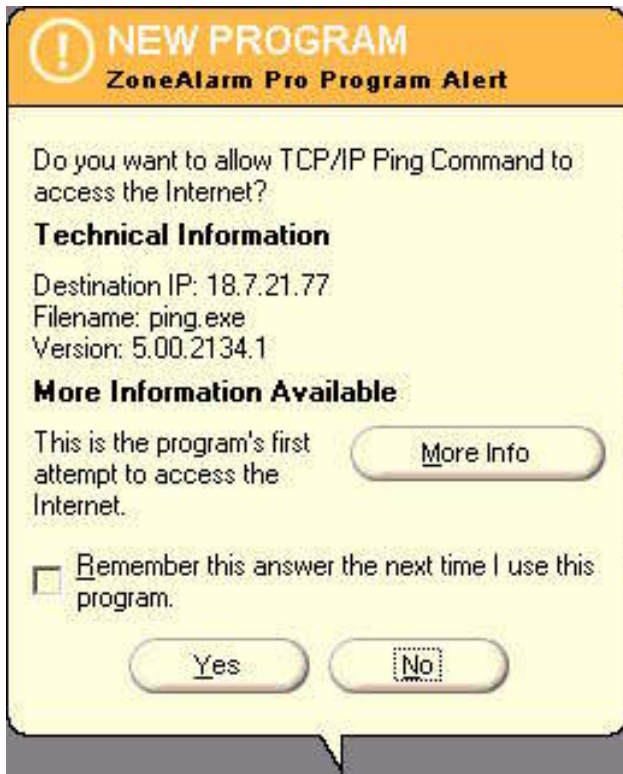 NEW PROGRAM
ZoneAlarm Pro Program Alert
Do you want to allow TCP/IP Ping Command to
access the Internet?
Technical Information
Destination IP: 18.7.21.77
Filename: ping.exe
Version: 5.00.2134.1
More Information Available
This is the program's first
attempt to access the
Internet.
More Info
Remember this answer the next time I use this
program.
Yes
No